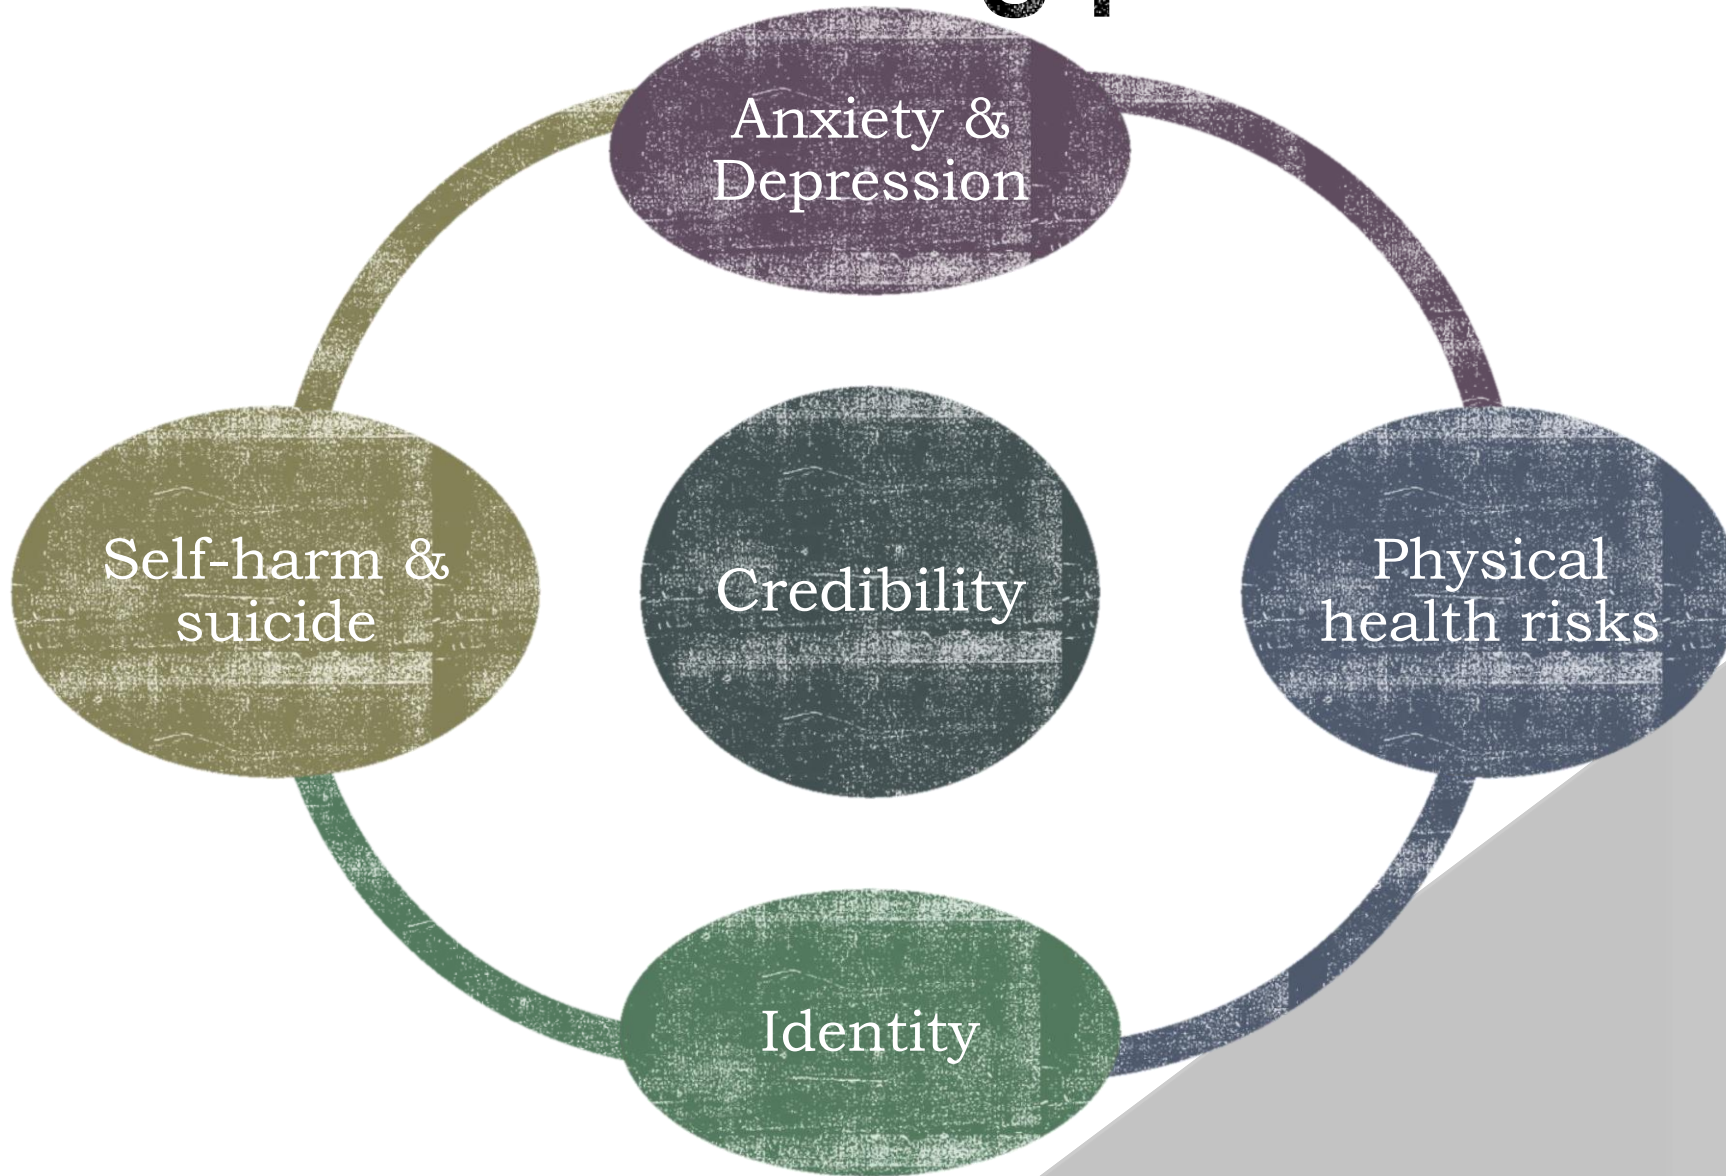 Anxiety &
Depression
Self-harm &
suicide
Credibility
Physical
health risks
Identity